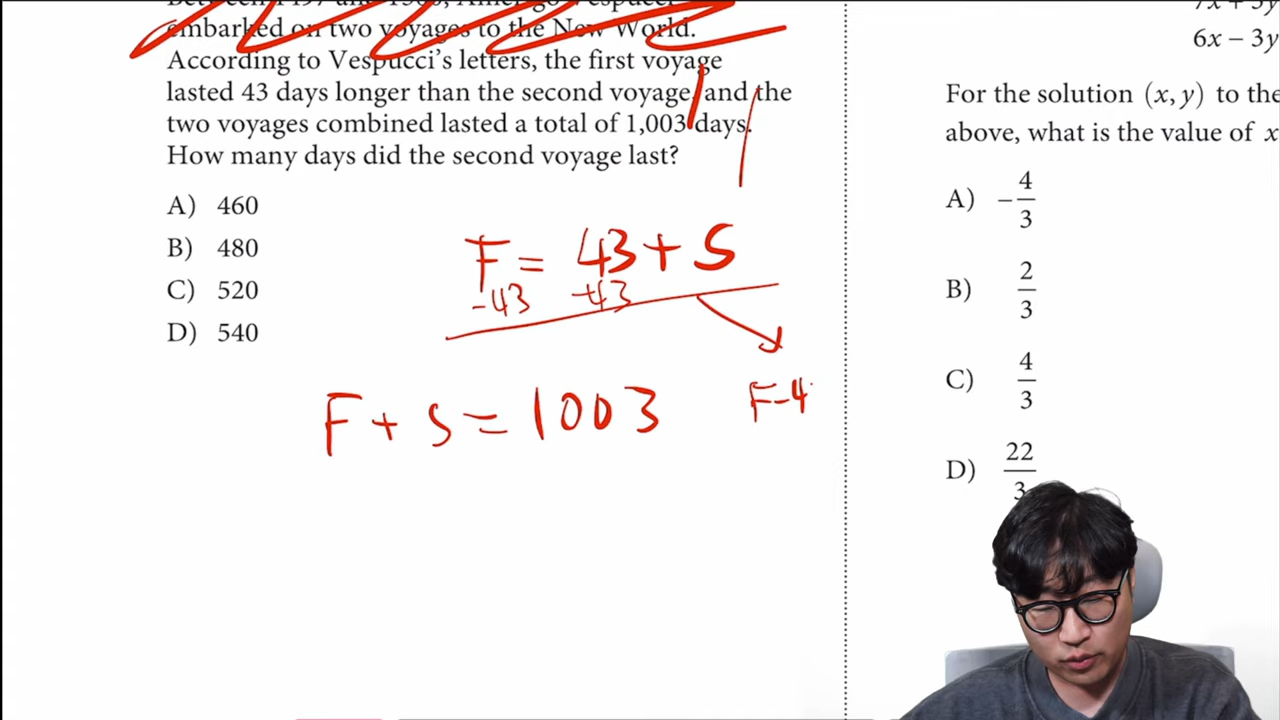 embarked on two voyages to the New World.
According to Vespucci's letters, the first voyage
lasted 43 days longer than the second voyage, and the
two voyages combined lasted a total of 1,003 days.
How many days did the second voyage last?
A) 460
B) 480
C) 520
D) 540
F = 43 + S
-43 -43
F-4
F + S = 1003
6x − 3y
For the solution (x, y) to the
above, what is the value of x
A) −4/3
B) 2/3
C) 4/3
D) 22/3